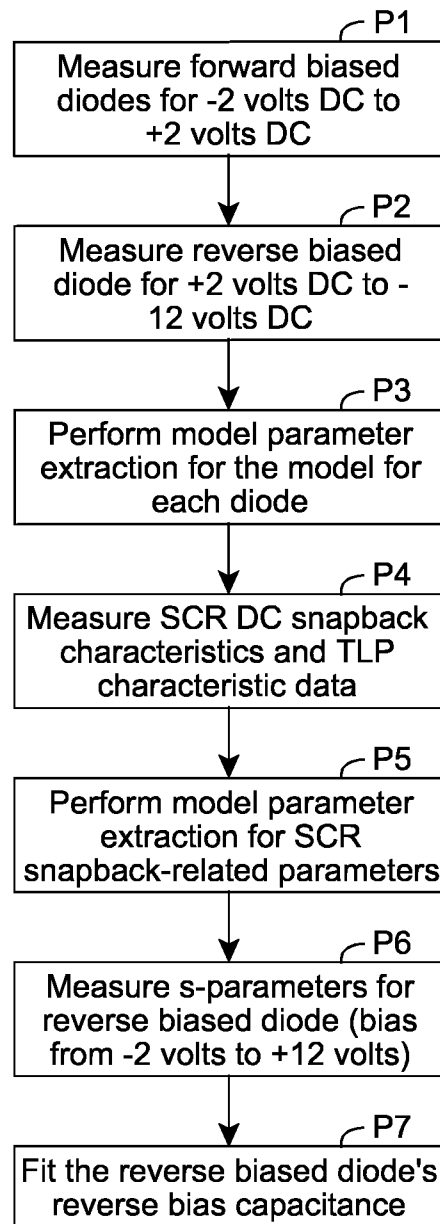 P1
Measure forward biased
diodes for -2 volts DC to
+2 volts DC
P2
Measure reverse biased
diode for +2 volts DC to -
12 volts DC
P3
Perform model parameter
extraction for the model for
each diode
P4
Measure SCR DC snapback
characteristics and TLP
characteristic data
P5
Perform model parameter
extraction for SCR
snapback-related parameters
P6
Measure s-parameters for
reverse biased diode (bias
from -2 volts to +12 volts)
P7
Fit the reverse biased diode's
reverse bias capacitance